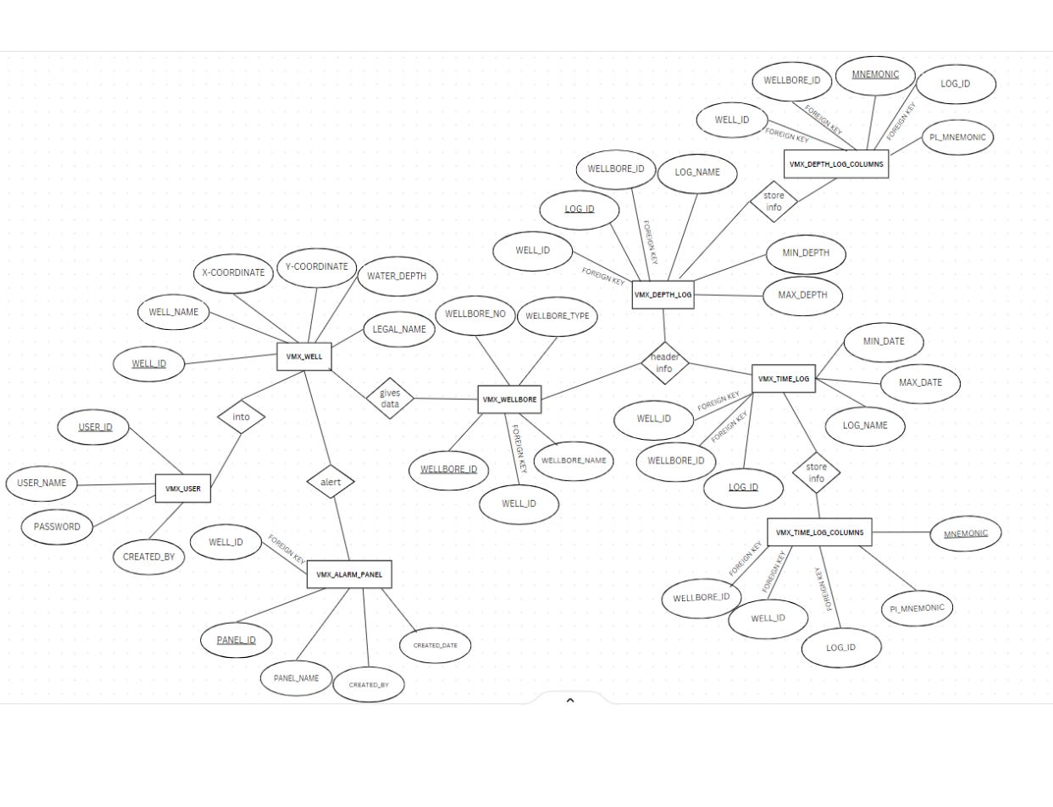 WELLBORE_ID
MNEMONIC
LOG_ID
WELL_ID
FOREIGN KEY
FOREIGN KEY
FOREIGN KEY
PI_MNEMONIC
VMX_DEPTH_LOG_COLUMNS
store
info
WELLBORE_ID
LOG_NAME
LOG_ID
WELL_ID
FOREIGN KEY
FOREIGN KEY
MIN_DEPTH
MAX_DEPTH
VMX_DEPTH_LOG
X-COORDINATE
Y-COORDINATE
WATER_DEPTH
WELL_NAME
LEGAL_NAME
WELL_ID
VMX_WELL
WELLBORE_NO
WELLBORE_TYPE
gives
data
VMX_WELLBORE
header
info
VMX_TIME_LOG
MIN_DATE
MAX_DATE
LOG_NAME
FOREIGN KEY
FOREIGN KEY
WELL_ID
WELLBORE_ID
LOG_ID
into
USER_ID
USER_NAME
VMX_USER
PASSWORD
CREATED_BY
alert
WELLBORE_ID
FOREIGN KEY
WELLBORE_NAME
WELL_ID
store
info
VMX_TIME_LOG_COLUMNS
MNEMONIC
FOREIGN KEY
FOREIGN KEY
FOREIGN KEY
WELLBORE_ID
WELL_ID
LOG_ID
PI_MNEMONIC
WELL_ID
FOREIGN KEY
VMX_ALARM_PANEL
PANEL_ID
PANEL_NAME
CREATED_BY
CREATED_DATE